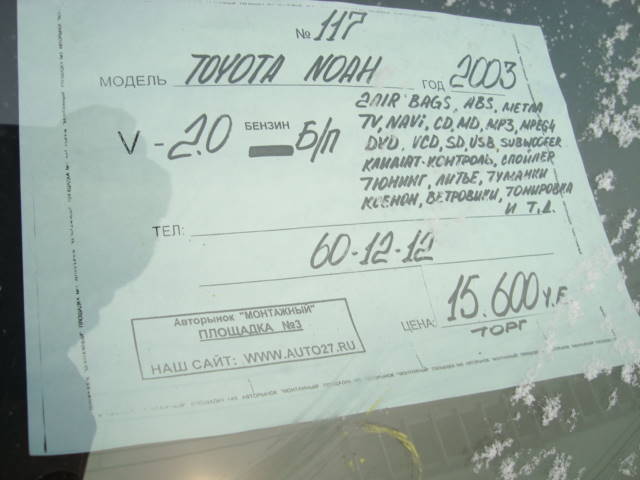 № 117
МОДЕЛЬ TOYOTA NOAH ГОД 2003
V - 2.0 БЕНЗИН Б/п
2AIR BAGS, ABS, МЕТЛА
TV, NAVi, CD, MD, MP3, MPEG4
DVD, VCD, SD, USB, SUBWOOFER
КЛИМАТ-КОНТРОЛЬ, СПОЙЛЕР
ТЮНИНГ, ЛИТЬЕ, ТУМАНКИ
КСЕНОН, ВЕТРОВИКИ, ТОНИРОВКА
И Т.Д.
ТЕЛ:
60-12-12
Авторынок "МОНТАЖНЫЙ"
ПЛОЩАДКА №3
НАШ САЙТ: WWW.AUTO27.RU
ЦЕНА: 15.600 У.Е
ТОРГ